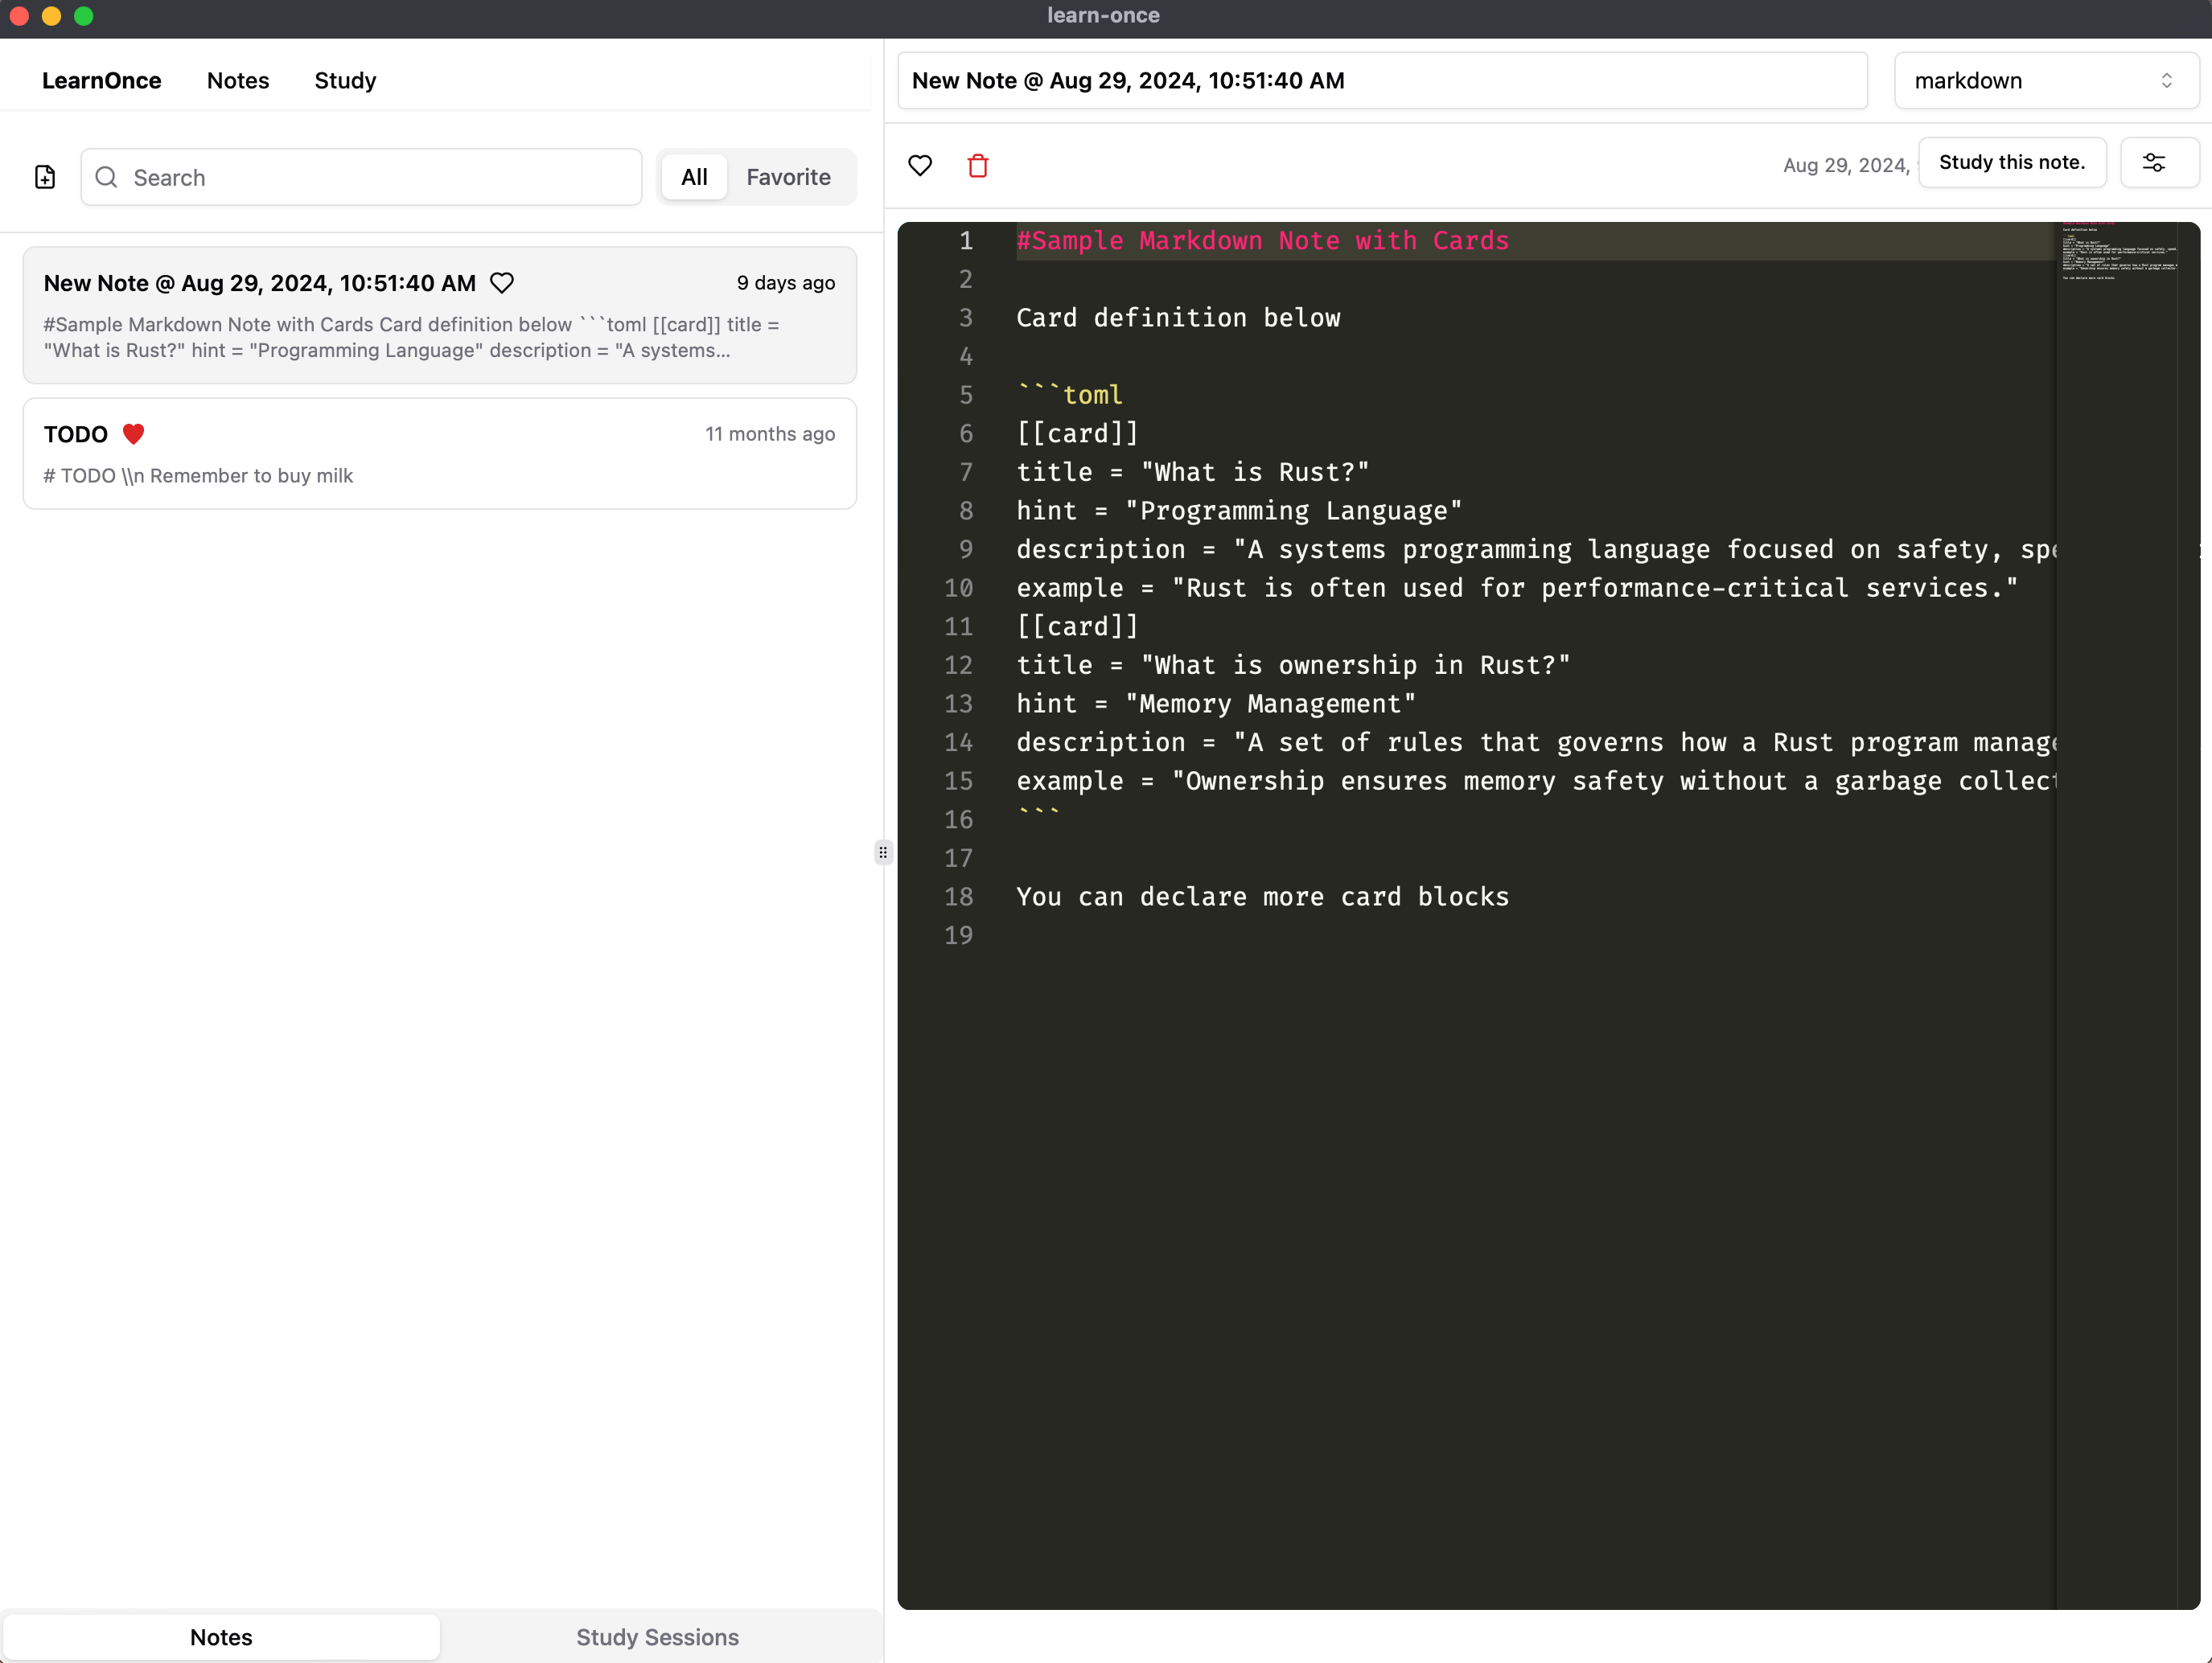 learn-once
LearnOnce Notes Study
Search All Favorite
New Note @ Aug 29, 2024, 10:51:40 AM 9 days ago
#Sample Markdown Note with Cards Card definition below ```toml [[card]] title =
"What is Rust?" hint = "Programming Language" description = "A systems...
TODO 11 months ago
# TODO \\n Remember to buy milk
Notes Study Sessions
New Note @ Aug 29, 2024, 10:51:40 AM markdown
Aug 29, 2024, Study this note.
1 #Sample Markdown Note with Cards
2
3 Card definition below
4
5 ```toml
6 [[card]]
7 title = "What is Rust?"
8 hint = "Programming Language"
9 description = "A systems programming language focused on safety,
10 example = "Rust is often used for performance-critical services."
11 [[card]]
12 title = "What is ownership in Rust?"
13 hint = "Memory Management"
14 description = "A set of rules that governs how a Rust program manage
15 example = "Ownership ensures memory safety without a garbage collect
16 ```
17
18 You can declare more card blocks
19